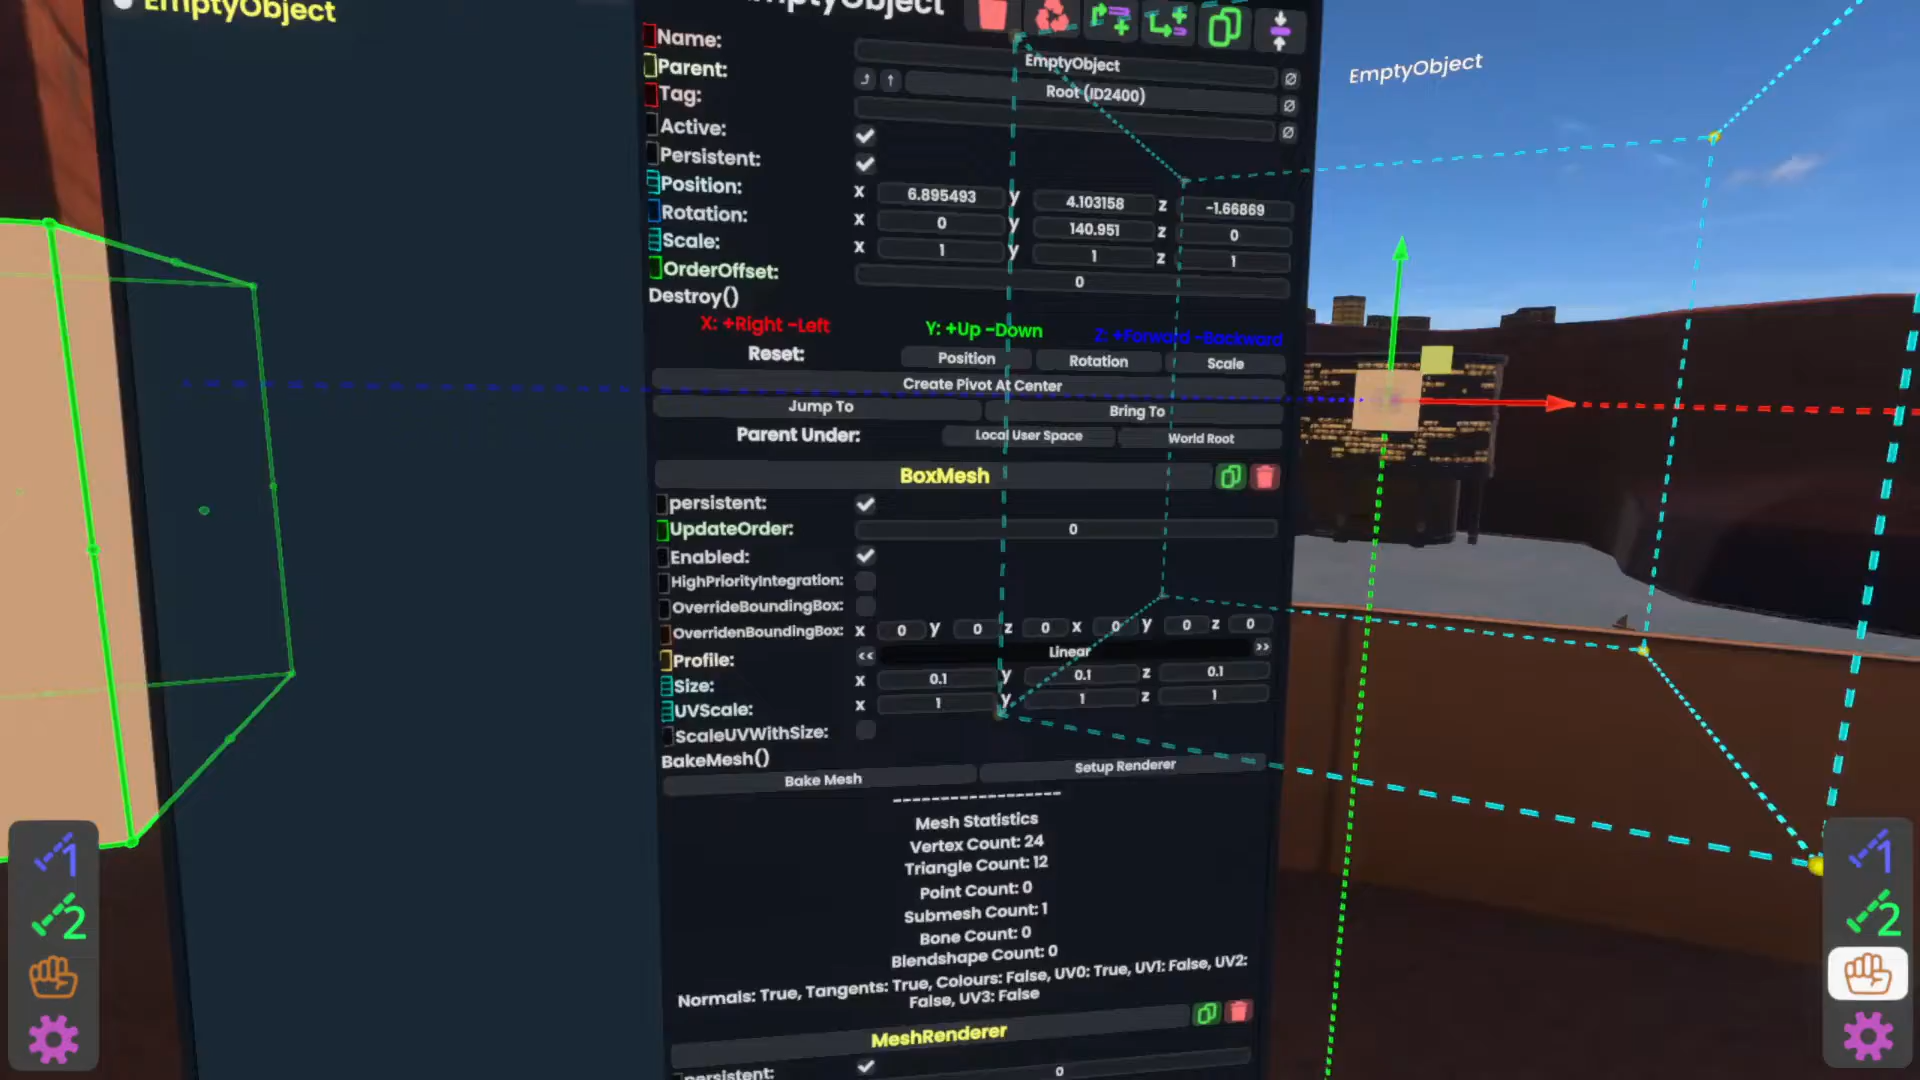 EmptyObject
EmptyObject
Name: EmptyObject
Parent: Root (ID2400)
Tag:
Active:
Persistent:
Position: x 6.895493 y 4.103158 z -1.66869
Rotation: x 0 y 140.951 z 0
Scale: x 1 y 1 z 1
OrderOffset: 0
Destroy()
X: +Right -Left Y: +Up -Down Z: +Forward -Backward
Reset: Position Rotation Scale
Create Pivot At Center
Jump To Bring To
Parent Under: Local User Space World Root
BoxMesh
persistent:
UpdateOrder: 0
Enabled:
HighPriorityIntegration:
OverrideBoundingBox:
OverridenBoundingBox: x 0 y 0 z 0 x 0 y 0 z 0
Profile: << Linear >>
Size: x 0.1 y 0.1 z 0.1
UVScale: x 1 y 1 z 1
ScaleUVWithSize:
BakeMesh()
Bake Mesh Setup Renderer
------------------
Mesh Statistics
Vertex Count: 24
Triangle Count: 12
Point Count: 0
Submesh Count: 1
Bone Count: 0
Blendshape Count: 0
Normals: True, Tangents: True, Colours: False, UV0: True, UV1: False, UV2:
False, UV3: False
MeshRenderer
persistent:
0
EmptyObject
1
2
1
2